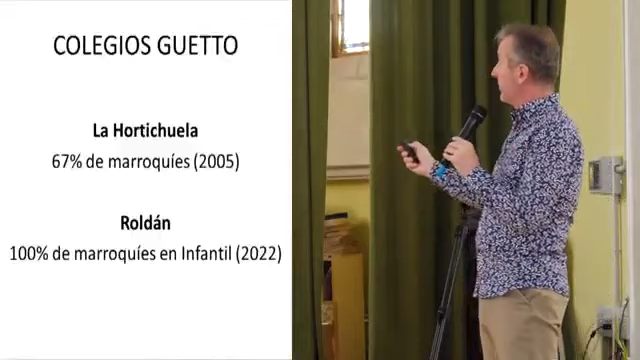 COLEGIOS GUETTO
La Hortichuela
67% de marroquíes (2005)
Roldán
100% de marroquíes en Infantil (2022)